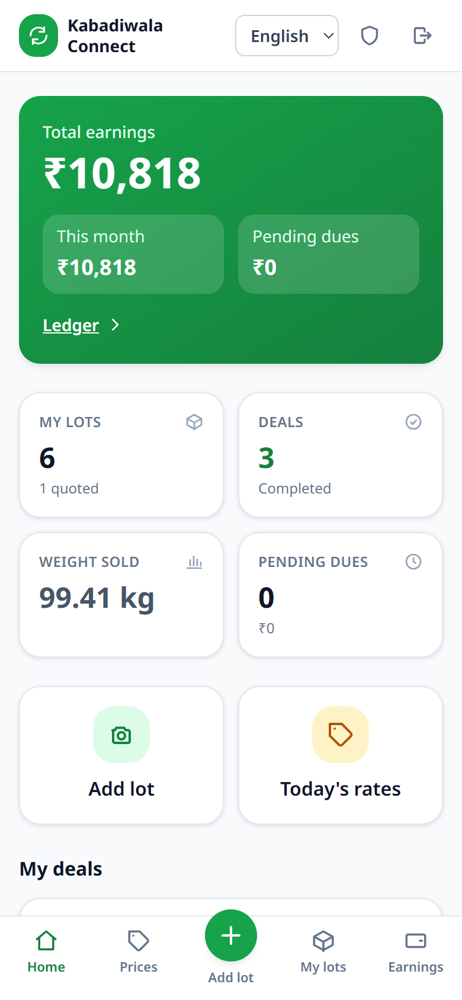 Kabadiwala
Connect
English
Total earnings
₹10,818
This month
₹10,818
Pending dues
₹0
Ledger
MY LOTS
6
1 quoted
DEALS
3
Completed
WEIGHT SOLD
99.41 kg
PENDING DUES
0
₹0
Add lot
Today's rates
My deals
Home
Prices
Add lot
My lots
Earnings